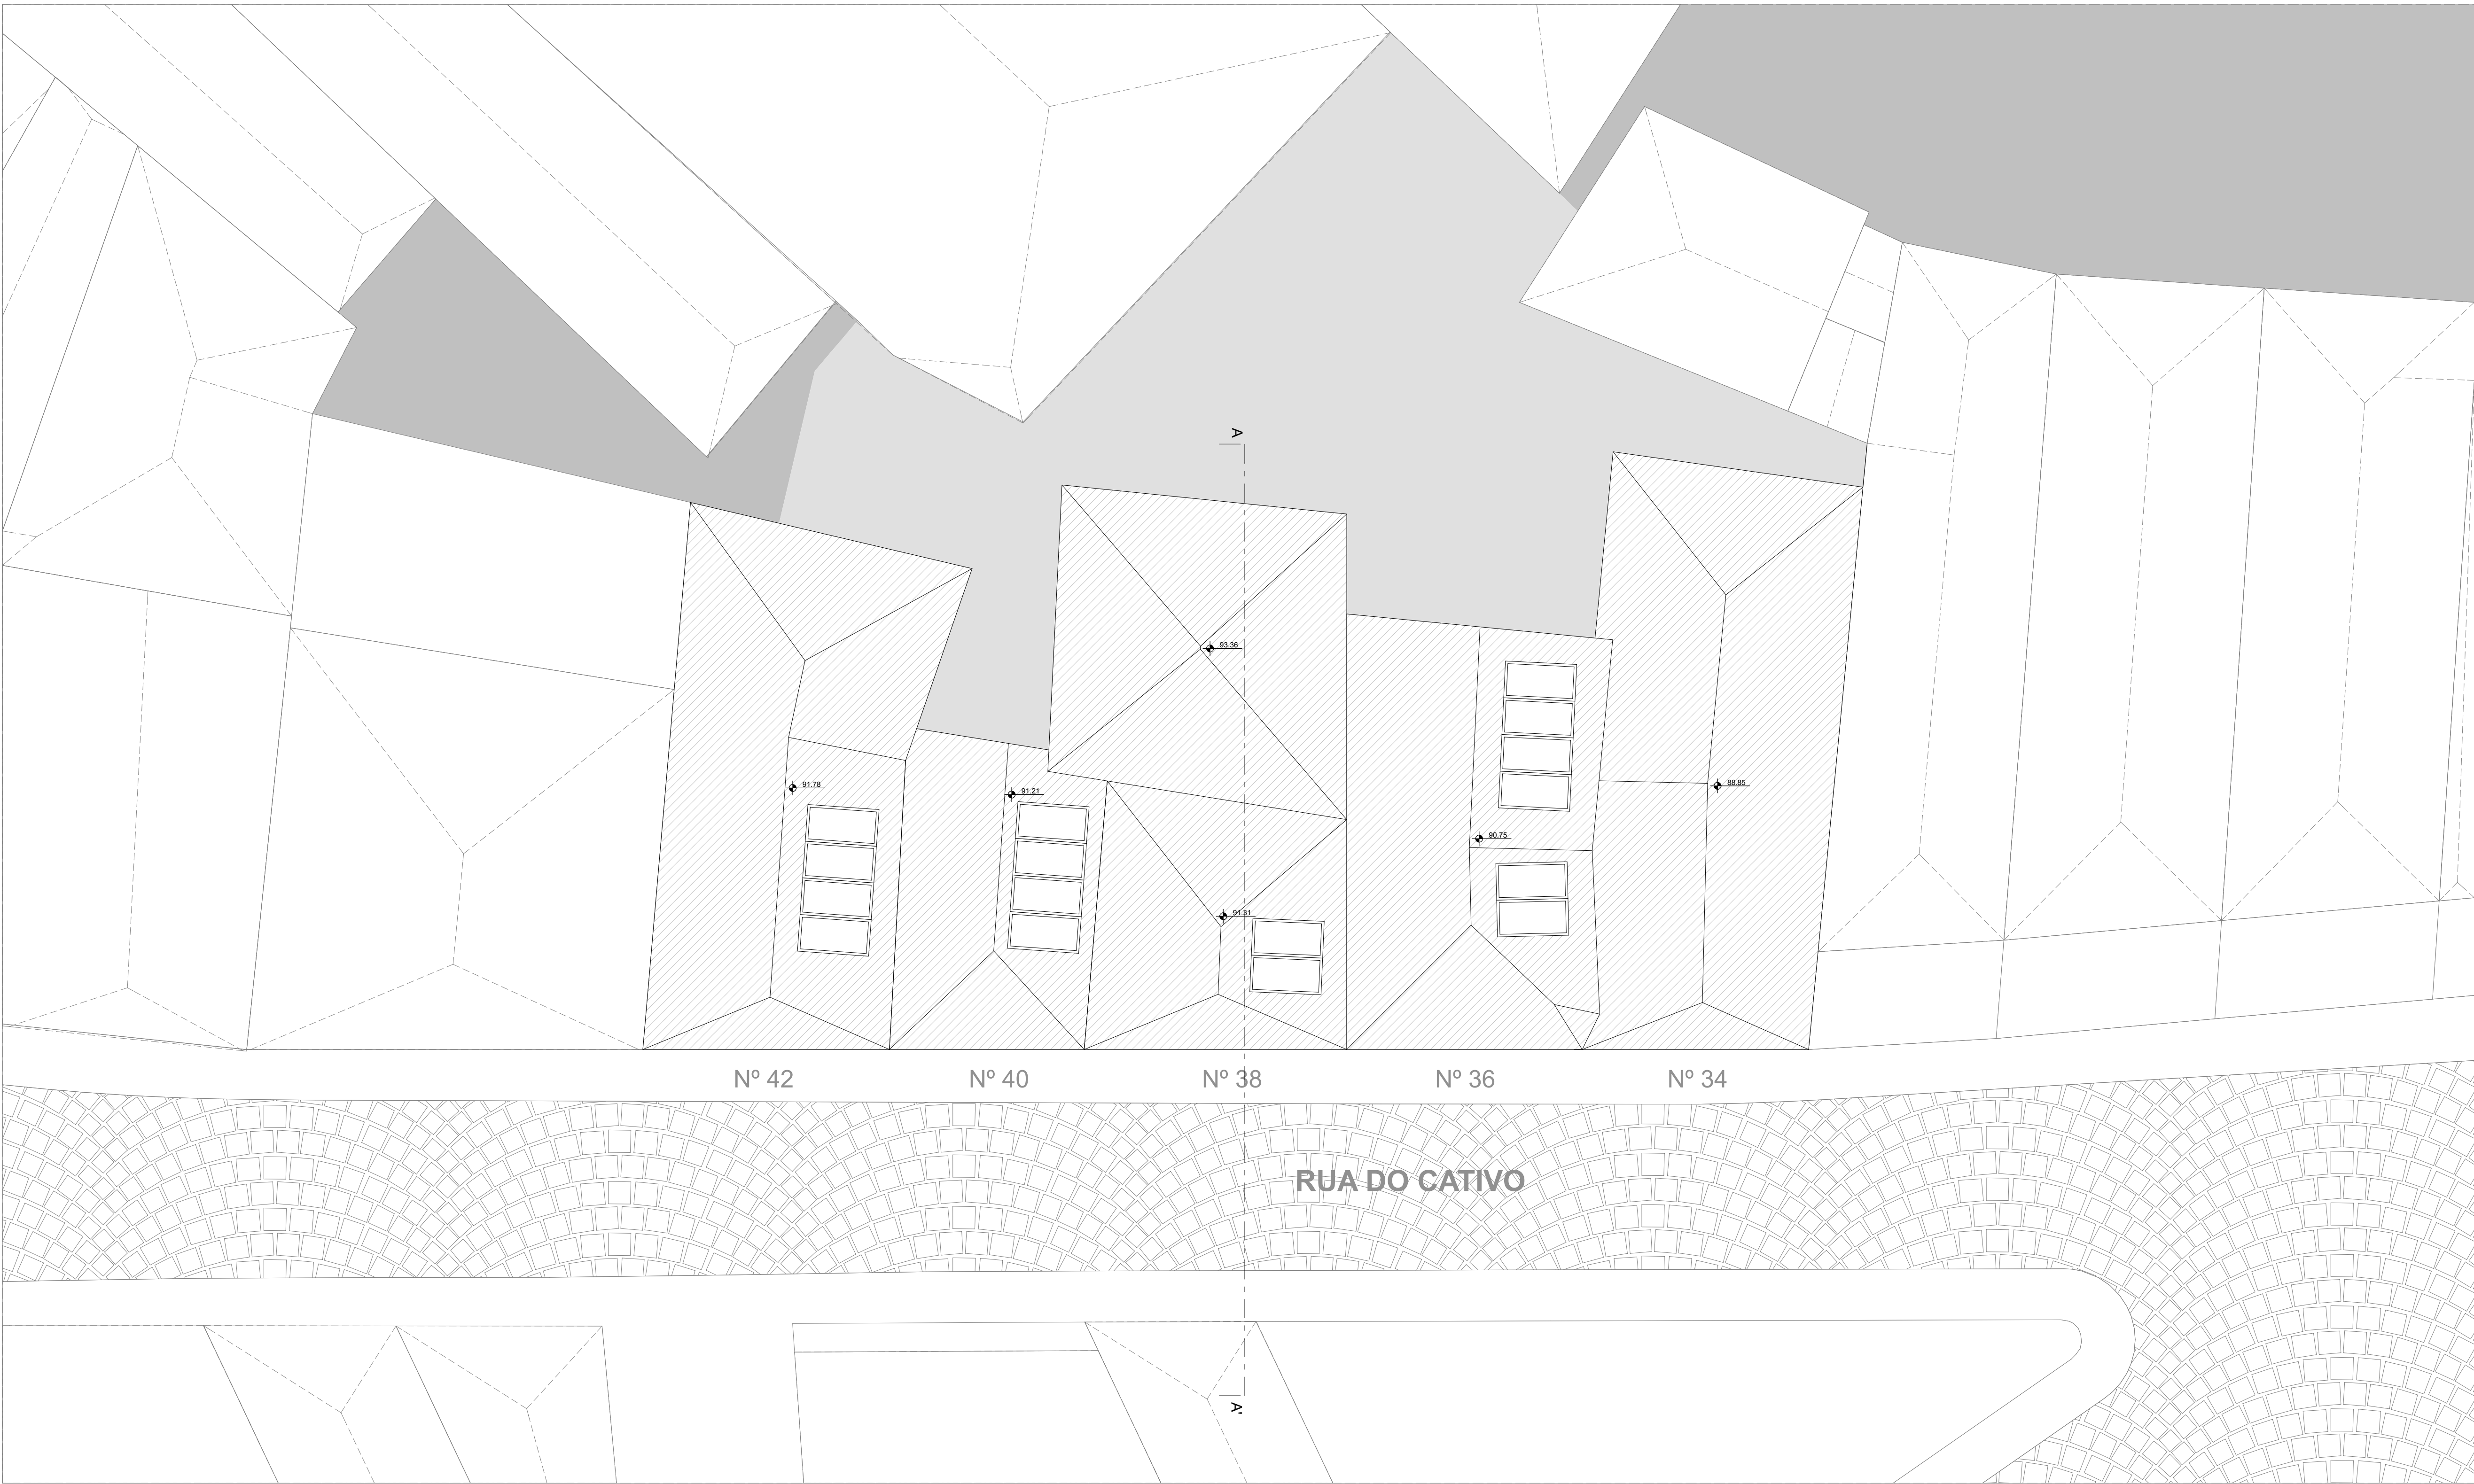 A
93.36
91.78
91.21
88.85
90.75
91.31
Nº 42
Nº 40
Nº 38
Nº 36
Nº 34
RUA DO CATIVO
A'